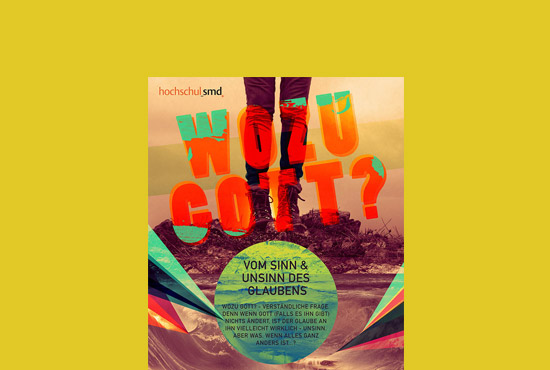 hochschul_smd_
WOZU
GOTT?
VOM SINN &
UNSINN DES
GLAUBENS
WOZU GOTT? - VERSTÄNDLICHE FRAGE.
DENN WENN GOTT (FALLS ES IHN GIBT)
NICHTS ÄNDERT, IST DER GLAUBE AN
IHN VIELLEICHT WIRKLICH - UNSINN.
ABER WAS, WENN ALLES GANZ
ANDERS IST...?